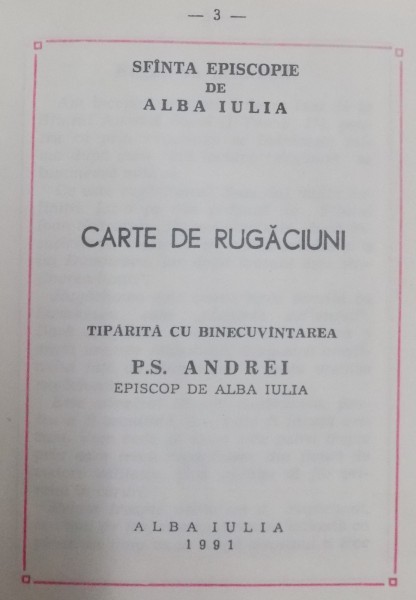 — 3 —
SFÎNTA EPISCOPIE
DE
ALBA IULIA
CARTE DE RUGĂCIUNI
TIPĂRITĂ CU BINECUVÎNTAREA
P.S. ANDREI
EPISCOP DE ALBA IULIA
ALBA IULIA
1991